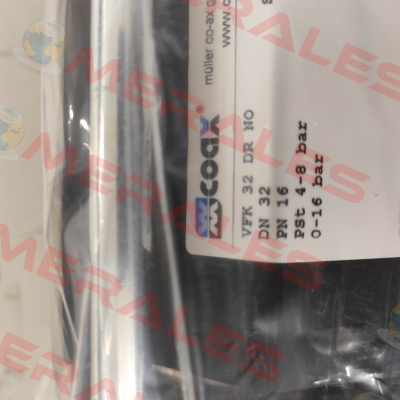 müller co-ax g
www.c
coax®
VFK 32 DR NO
DN 32
PN 16
PSt 4-8 bar
0-16 bar
MERALES
MERALES
MERALES